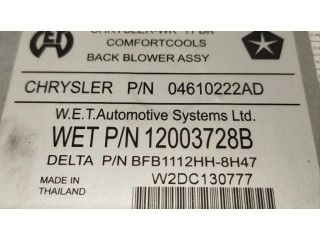 COMFORTCOOLS
BACK BLOWER ASSY
CHRYSLER P/N 04610222AD
W.E.T.Automotive Systems Ltd.
WET P/N 12003728B
DELTA P/N BFB1112HH-8H47
MADE IN
THAILAND
W2DC130777